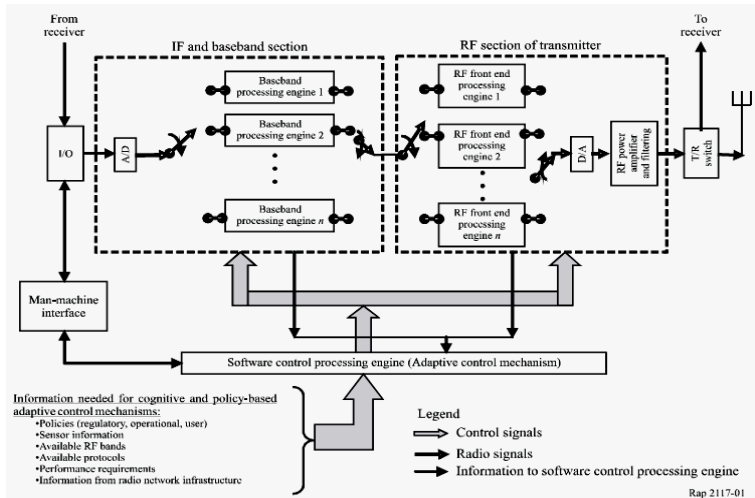 From
receiver
To
receiver
IF and baseband section
RF section of transmitter
I/O
A/D
Baseband
processing engine 1
Baseband
processing engine 2
Baseband
processing engine n
RF front end
processing
engine 1
RF front end
processing
engine 2
RF front end
processing
engine n
D/A
RF power
amplifier
and filtering
T/R
switch
Man-machine
interface
Software control processing engine (Adaptive control mechanism)
Information needed for cognitive and policy-based
adaptive control mechanisms:
•Policies (regulatory, operational, user)
•Sensor information
•Available RF bands
•Available protocols
•Performance requirements
•Information from radio network infrastructure
Legend
Control signals
Radio signals
Information to software control processing engine
Rap 2117-01